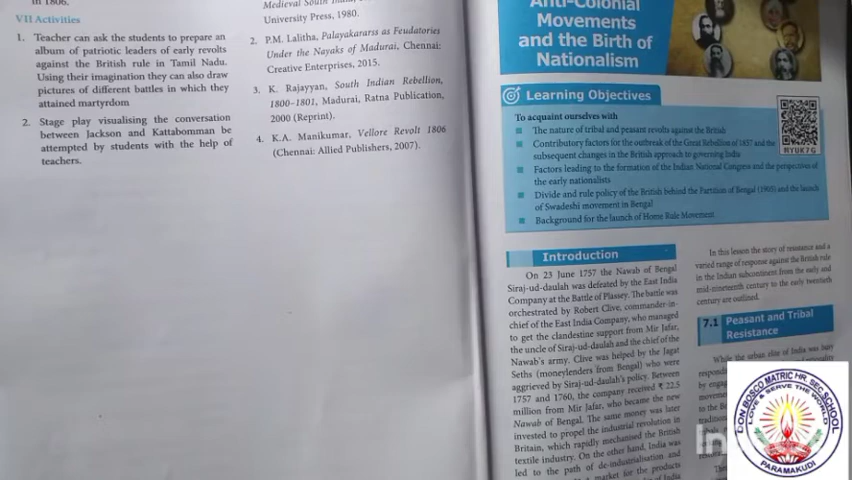 in 1806.
VII Activities
1. Teacher can ask the students to prepare an
album of patriotic leaders of early revolts
against the British rule in Tamil Nadu.
Using their imagination they can also draw
pictures of different battles in which they
attained martyrdom
2. Stage play visualising the conversation
between Jackson and Kattabomman be
attempted by students with the help of
teachers.
Medieval South India,
University Press, 1980.
2. P.M. Lalitha, Palayakararss as Feudatories
Under the Nayaks of Madurai, Chennai:
Creative Enterprises, 2015.
3. K. Rajayyan, South Indian Rebellion,
1800-1801, Madurai, Ratna Publication,
2000 (Reprint).
4. K.A. Manikumar, Vellore Revolt 1806
(Chennai: Allied Publishers, 2007).
Anti-Colonial
Movements
and the Birth of
Nationalism
Learning Objectives
To acquaint ourselves with
The nature of tribal and peasant revolts against the British
Contributory factors for the outbreak of the Great Rebellion of 1857 and the
subsequent changes in the British approach to governing India
Factors leading to the formation of the Indian National Congress and the perspectives of
the early nationalists
Divide and rule policy of the British behind the Partition of Bengal (1905) and the launch
of Swadeshi movement in Bengal
Background for the launch of Home Rule Movement.
Introduction
On 23 June 1757 the Nawab of Bengal
Siraj-ud-daulah was defeated by the East India
Company at the Battle of Plassey. The battle was
orchestrated by Robert Clive, commander-in-
chief of the East India Company, who managed
to get the clandestine support from Mir Jafar,
the uncle of Siraj-ud-daulah and the chief of the
Nawab's army. Clive was helped by the Jagat
Seths (moneylenders from Bengal) who were
aggrieved by Siraj-ud-daulah's policy. Between
1757 and 1760, the company received ₹ 22.5
million from Mir Jafar, who became the new
Nawab of Bengal. The same money was later
invested to propel the industrial revolution in
Britain, which rapidly mechanised the British
textile industry. On the other hand, India was
led to the path of de-industrialisation and
a market for the products
of India
In this lesson the story of resistance and a
varied range of response against the British rule
in the Indian subcontinent from the early and
mid-nineteenth century to the early twentieth
century are outlined.
7.1 Peasant and Tribal
Resistance
While the urban elite of India was busy
DON BOSCO MATRIC HR. SEC. SCHOOL
LOVE & SERVE THE WORLD
PARAMAKUDI